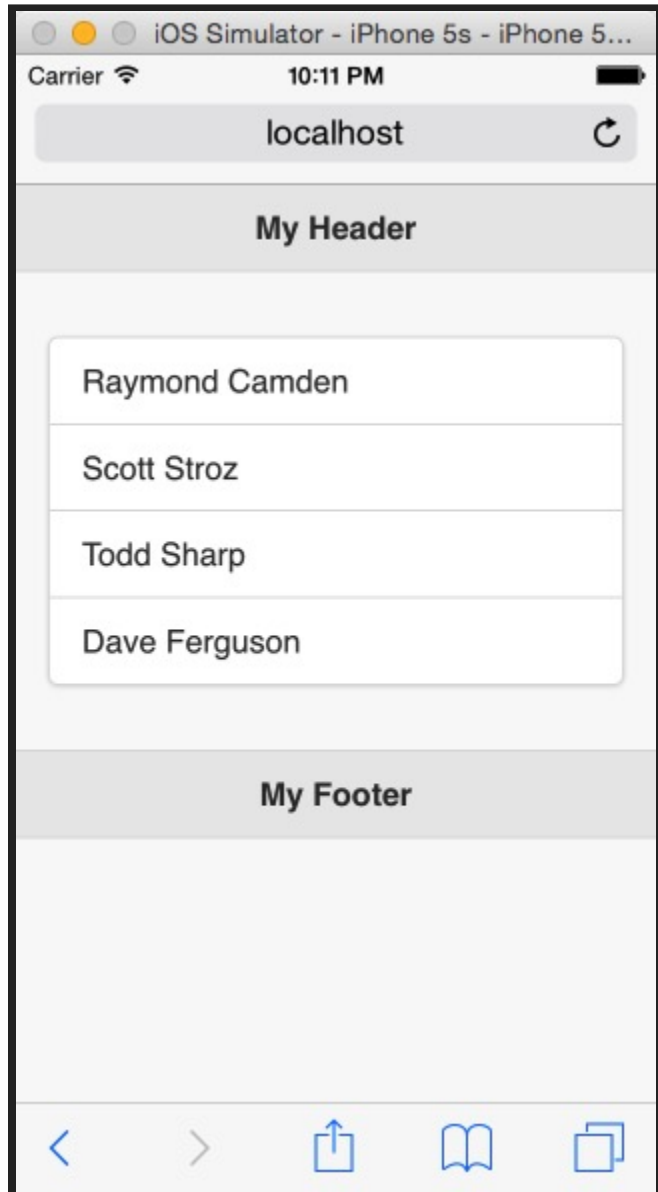 iOS Simulator - iPhone 5s - iPhone 5...
Carrier 10:11 PM
localhost
My Header
Raymond Camden
Scott Stroz
Todd Sharp
Dave Ferguson
My Footer